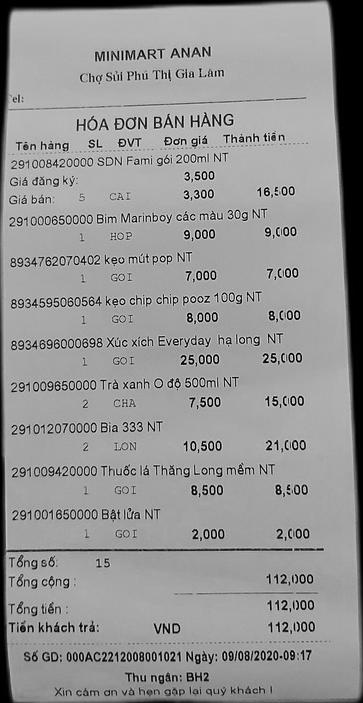 MINIMART ANAN
Chợ Sủi Phú Thị Gia Lâm
Tel:
HÓA ĐƠN BÁN HÀNG
Tên hàng SL ĐVT Đơn giá Thành tiền
291008420000 SDN Fami gói 200ml NT
Giá đăng ký: 3,500
Giá bán: 5 CAI 3,300 16,500
291000650000 Bim Marinboy các màu 30g NT
1 HOP 9,000 9,000
8934762070402 kẹo mút pop NT
1 GOI 7,000 7,000
8934595060564 kẹo chip chip pooz 100g NT
1 GOI 8,000 8,000
8934696000698 Xúc xích Everyday hạ long NT
1 GOI 25,000 25,000
291009650000 Trà xanh O độ 500ml NT
2 CHA 7,500 15,000
291012070000 Bia 333 NT
2 LON 10,500 21,000
291009420000 Thuốc lá Thăng Long mềm NT
1 GOI 8,500 8,500
291001650000 Bật lửa NT
1 GOI 2,000 2,000
Tổng số: 15
Tổng cộng : 112,000
Tổng tiền : 112,000
Tiền khách trả: VND 112,000
Số GD: 000AC2212008001021 Ngày: 09/08/2020-09:17
Thu ngân: BH2
Xin cảm ơn và hẹn gặp lại quý khách !